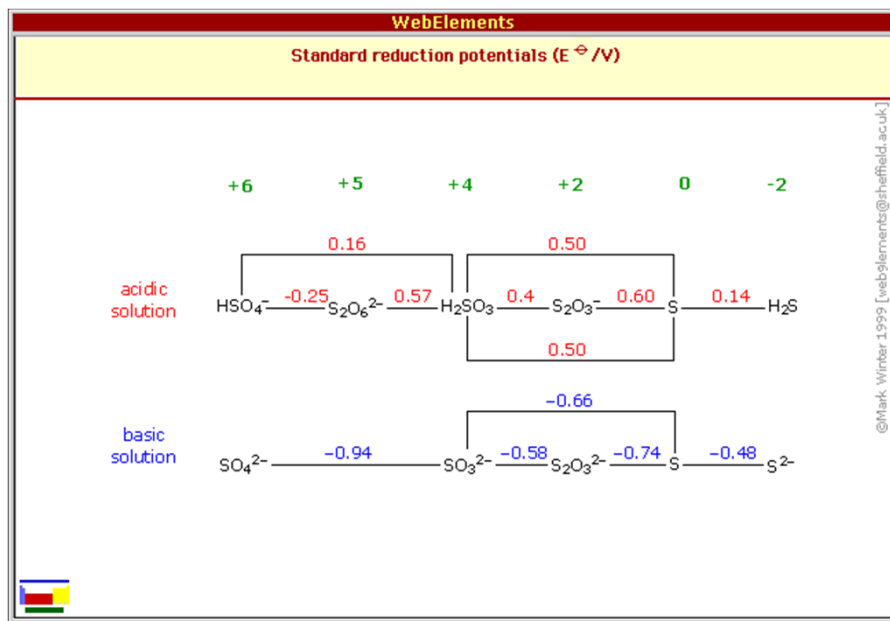 WebElements
Standard reduction potentials (E ⦵/V)
+6 +5 +4 +2 0 -2
0.16 0.50
acidic solution
HSO₄⁻ -0.25 S₂O₆²⁻ 0.57 H₂SO₃ 0.4 S₂O₃⁻ 0.60 S 0.14 H₂S
0.50
-0.66
basic solution
SO₄²⁻ -0.94 SO₃²⁻ -0.58 S₂O₃²⁻ -0.74 S -0.48 S²⁻
©Mark Winter 1999 [web9lements@sheffield.ac.uk]